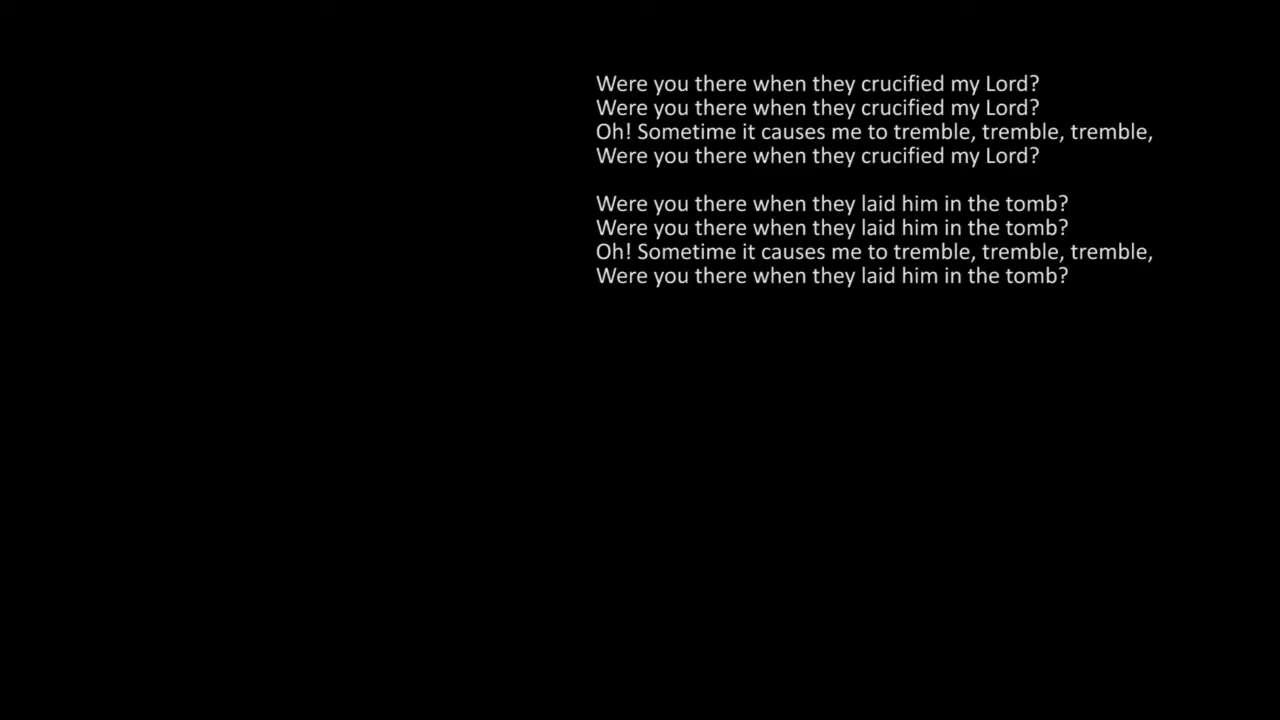 Were you there when they crucified my Lord?
Were you there when they crucified my Lord?
Oh! Sometime it causes me to tremble, tremble, tremble,
Were you there when they crucified my Lord?
Were you there when they laid him in the tomb?
Were you there when they laid him in the tomb?
Oh! Sometime it causes me to tremble, tremble, tremble,
Were you there when they laid him in the tomb?